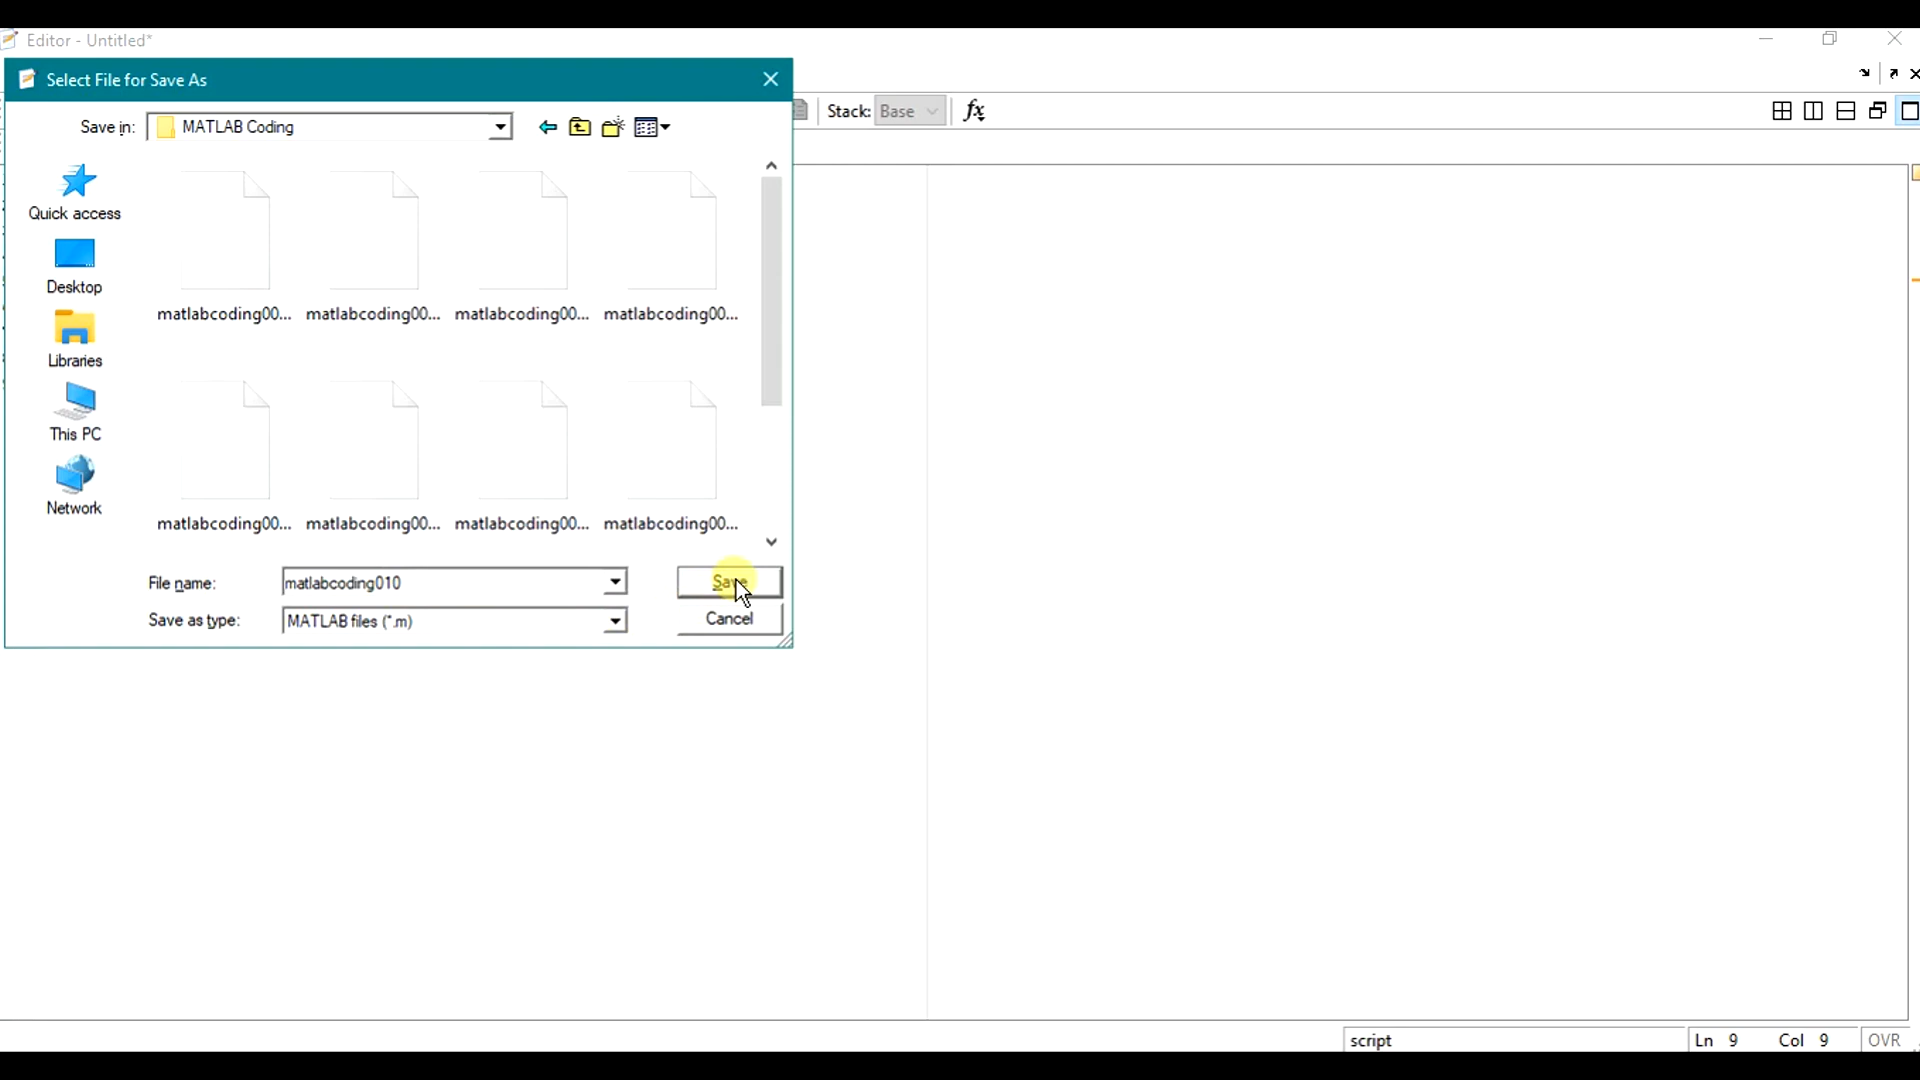 Editor - Untitled*
Select File for Save As
Save in: MATLAB Coding
Stack: Base fx
Quick access
Desktop
Libraries
This PC
Network
matlabcoding00... matlabcoding00... matlabcoding00... matlabcoding00...
matlabcoding00... matlabcoding00... matlabcoding00... matlabcoding00...
File name: matlabcoding010 Save
Save as type: MATLAB files (*.m) Cancel
script Ln 9 Col 9 OVR